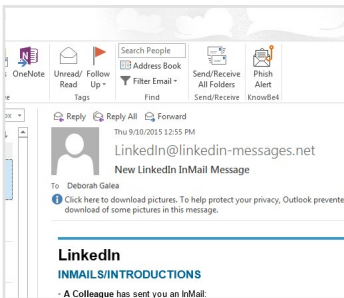 OneNote
Unread/ Read
Follow Up
Search People
Address Book
Filter Email
Send/Receive All Folders
Phish Alert
Tags
Find
Send/Receive
KnowBe4
Reply Reply All Forward
Thu 9/10/2015 12:55 PM
LinkedIn@linkedin-messages.net
New LinkedIn InMail Message
To Deborah Galea
Click here to download pictures. To help protect your privacy, Outlook prevente
download of some pictures in this message.
LinkedIn
INMAILS/INTRODUCTIONS
- A Colleague has sent you an InMail: